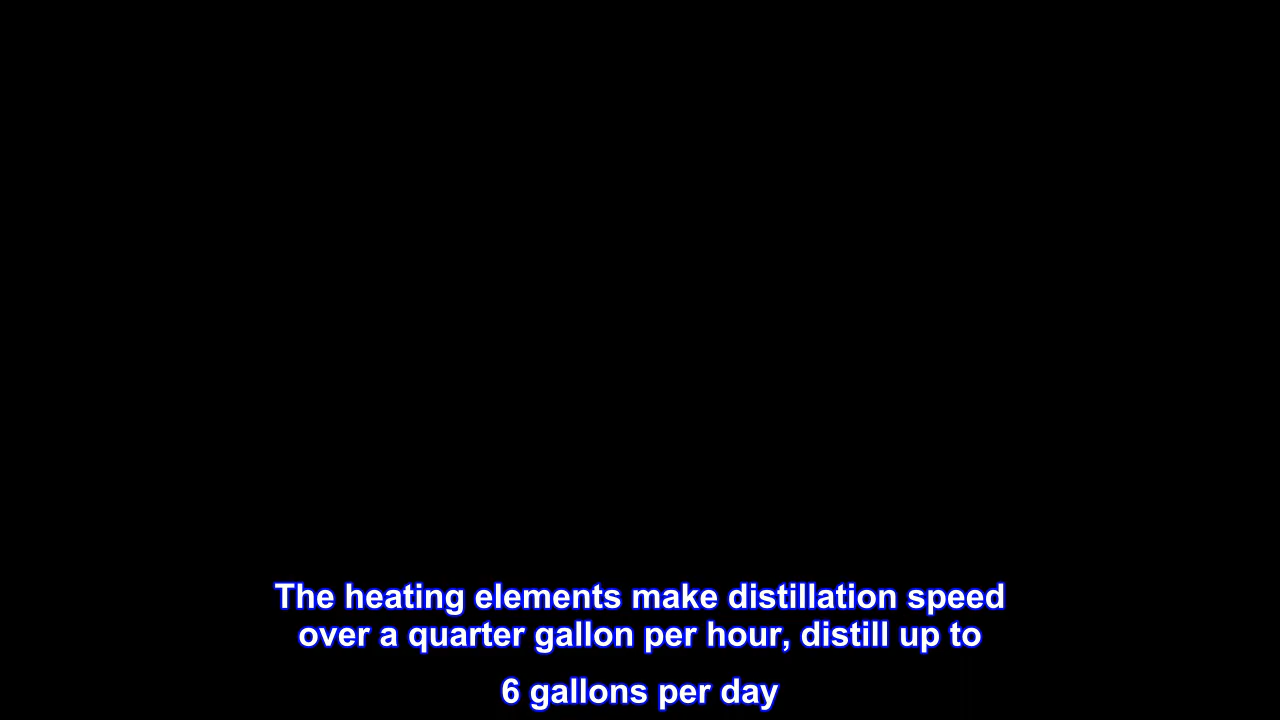 The heating elements make distillation speed
over a quarter gallon per hour, distill up to
6 gallons per day